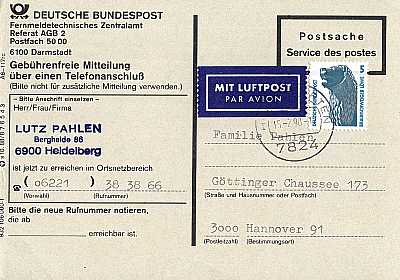 DEUTSCHE BUNDESPOST
Fernmeldetechnisches Zentralamt
Referat AGB 2
Postfach 50 00
6100 Darmstadt
Gebührenfreie Mitteilung
über einen Telefonanschluß
(Bitte nicht für zusätzliche Mitteilung verwenden.)
– Bitte Anschrift einsetzen –
Herr/Frau/Firma
LUTZ PAHLEN
Bergheide 86
6900 Heidelberg
ist jetzt zu erreichen im Ortsnetzbereich
(06221) 38 38 66
(Vorwahl) (Rufnummer)
Bitte die neue Rufnummer notieren,
die ab
erreichbar ist.
Postsache
Service des postes
MIT LUFTPOST
PAR AVION
7824
Familie Pahlen
Göttinger Chaussee 173
(Straße und Hausnummer oder Postfach)
3000 Hannover 91
(Postleitzahl) (Bestimmungsort)